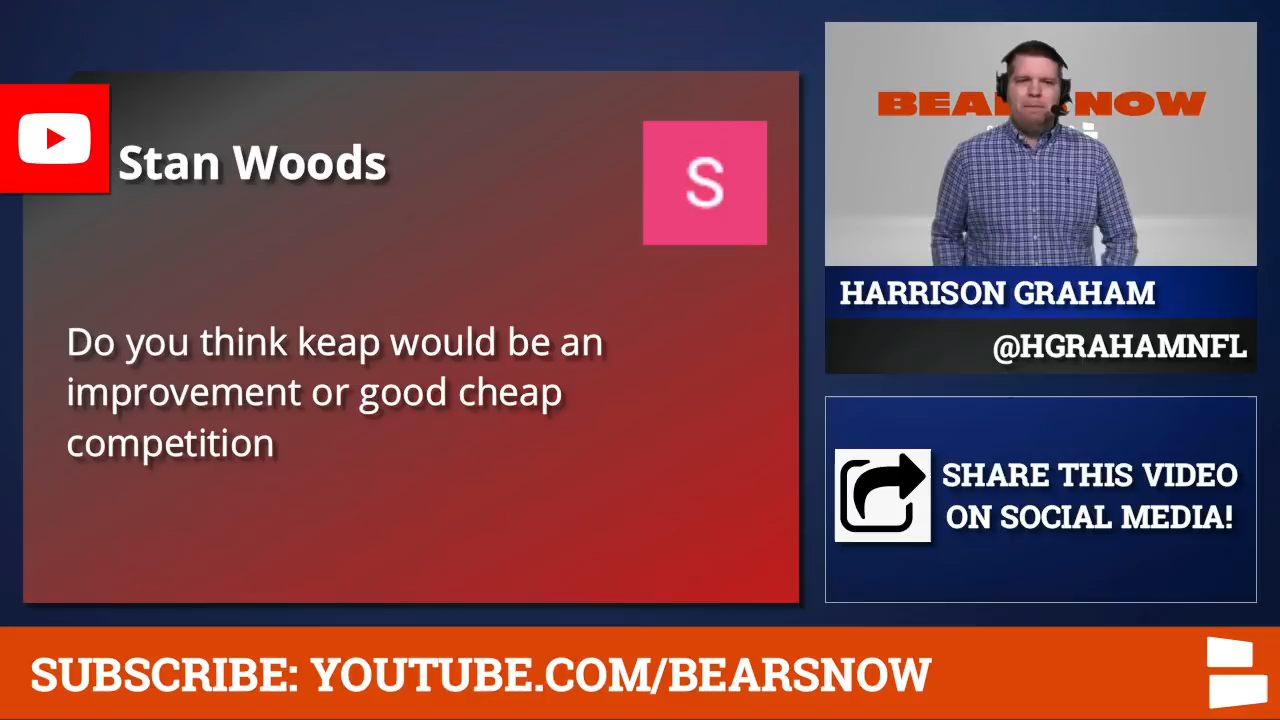 Stan Woods
S
Do you think keap would be an
improvement or good cheap
competition
BEARSNOW
HARRISON GRAHAM
@HGRAHAMNFL
SHARE THIS VIDEO
ON SOCIAL MEDIA!
SUBSCRIBE: YOUTUBE.COM/BEARSNOW